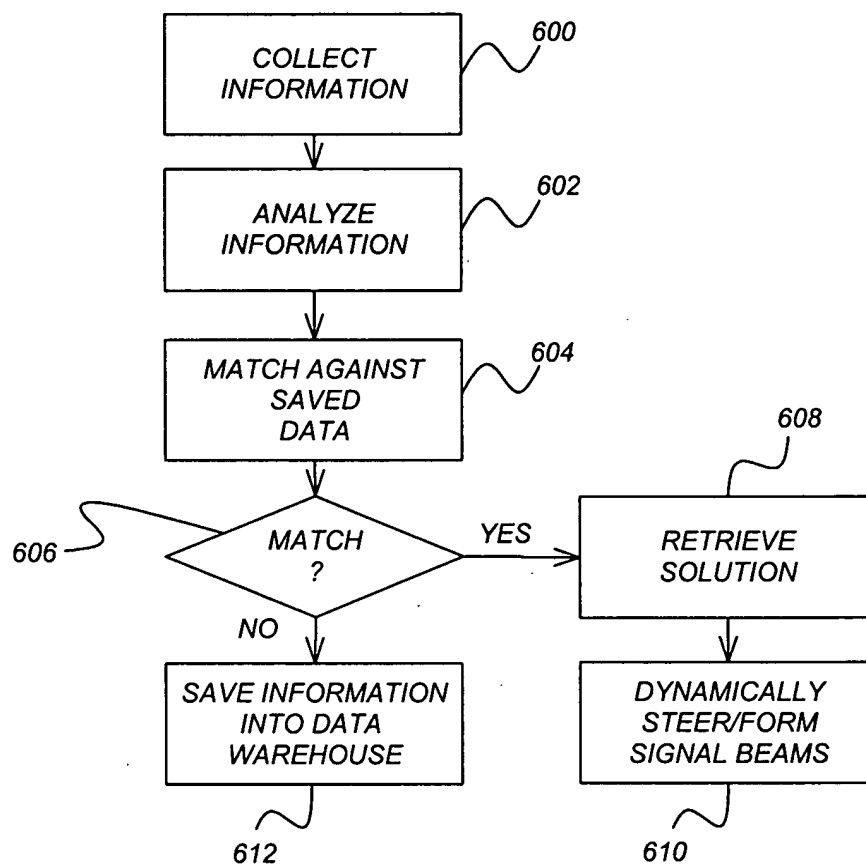 COLLECT
INFORMATION
600
ANALYZE
INFORMATION
602
MATCH AGAINST
SAVED
DATA
604
MATCH
?
606
YES
RETRIEVE
SOLUTION
608
NO
SAVE INFORMATION
INTO DATA
WAREHOUSE
612
DYNAMICALLY
STEER/FORM
SIGNAL BEAMS
610